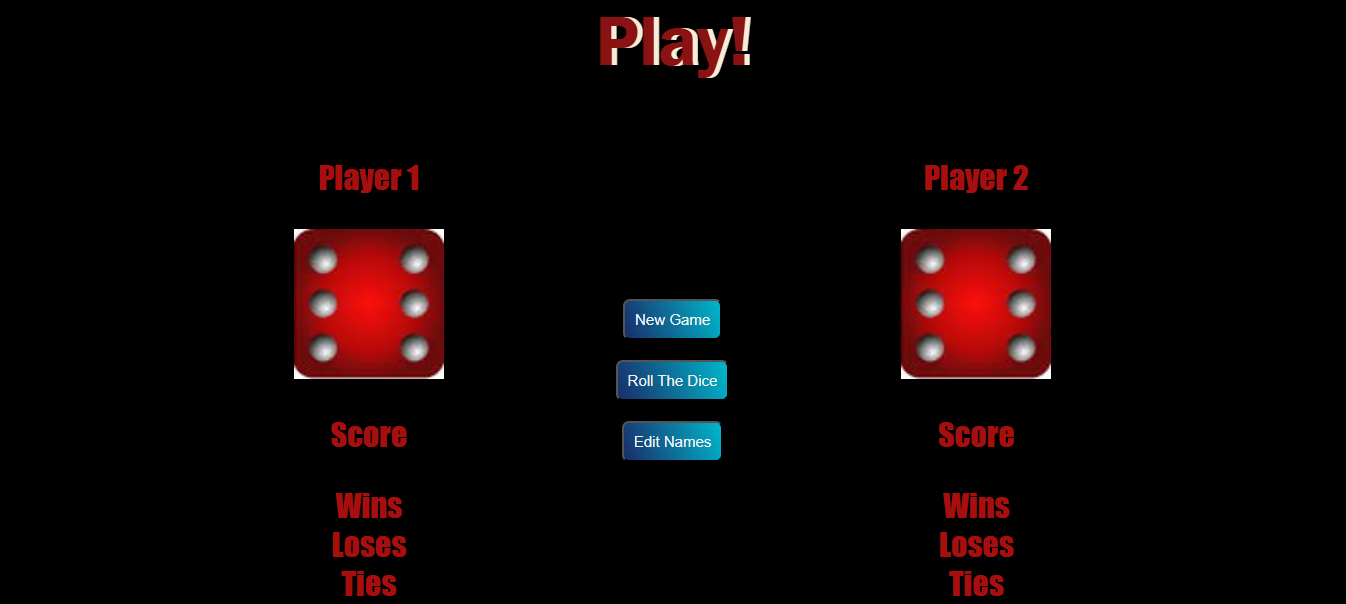 Play!
Player 1
Player 2
New Game
Roll The Dice
Edit Names
Score
Score
Wins
Wins
Loses
Loses
Ties
Ties